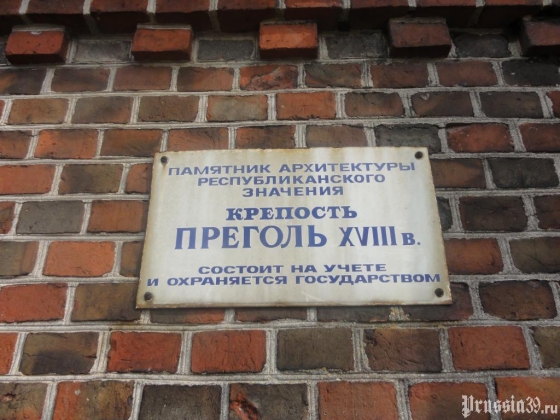 ПАМЯТНИК АРХИТЕКТУРЫ
РЕСПУБЛИКАНСКОГО
ЗНАЧЕНИЯ
КРЕПОСТЬ
ПРЕГОЛЬ XVIII в.
СОСТОИТ НА УЧЕТЕ
И ОХРАНЯЕТСЯ ГОСУДАРСТВОМ
Prussia39.ru